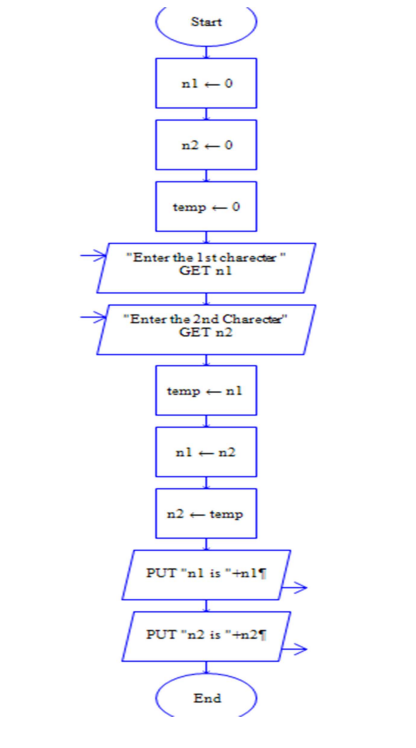 Start
n1 ← 0
n2 ← 0
temp ← 0
"Enter the 1st charecter "
GET n1
"Enter the 2nd Charecter"
GET n2
temp ← n1
n1 ← n2
n2 ← temp
PUT "n1 is "+n1¶
PUT "n2 is "+n2¶
End